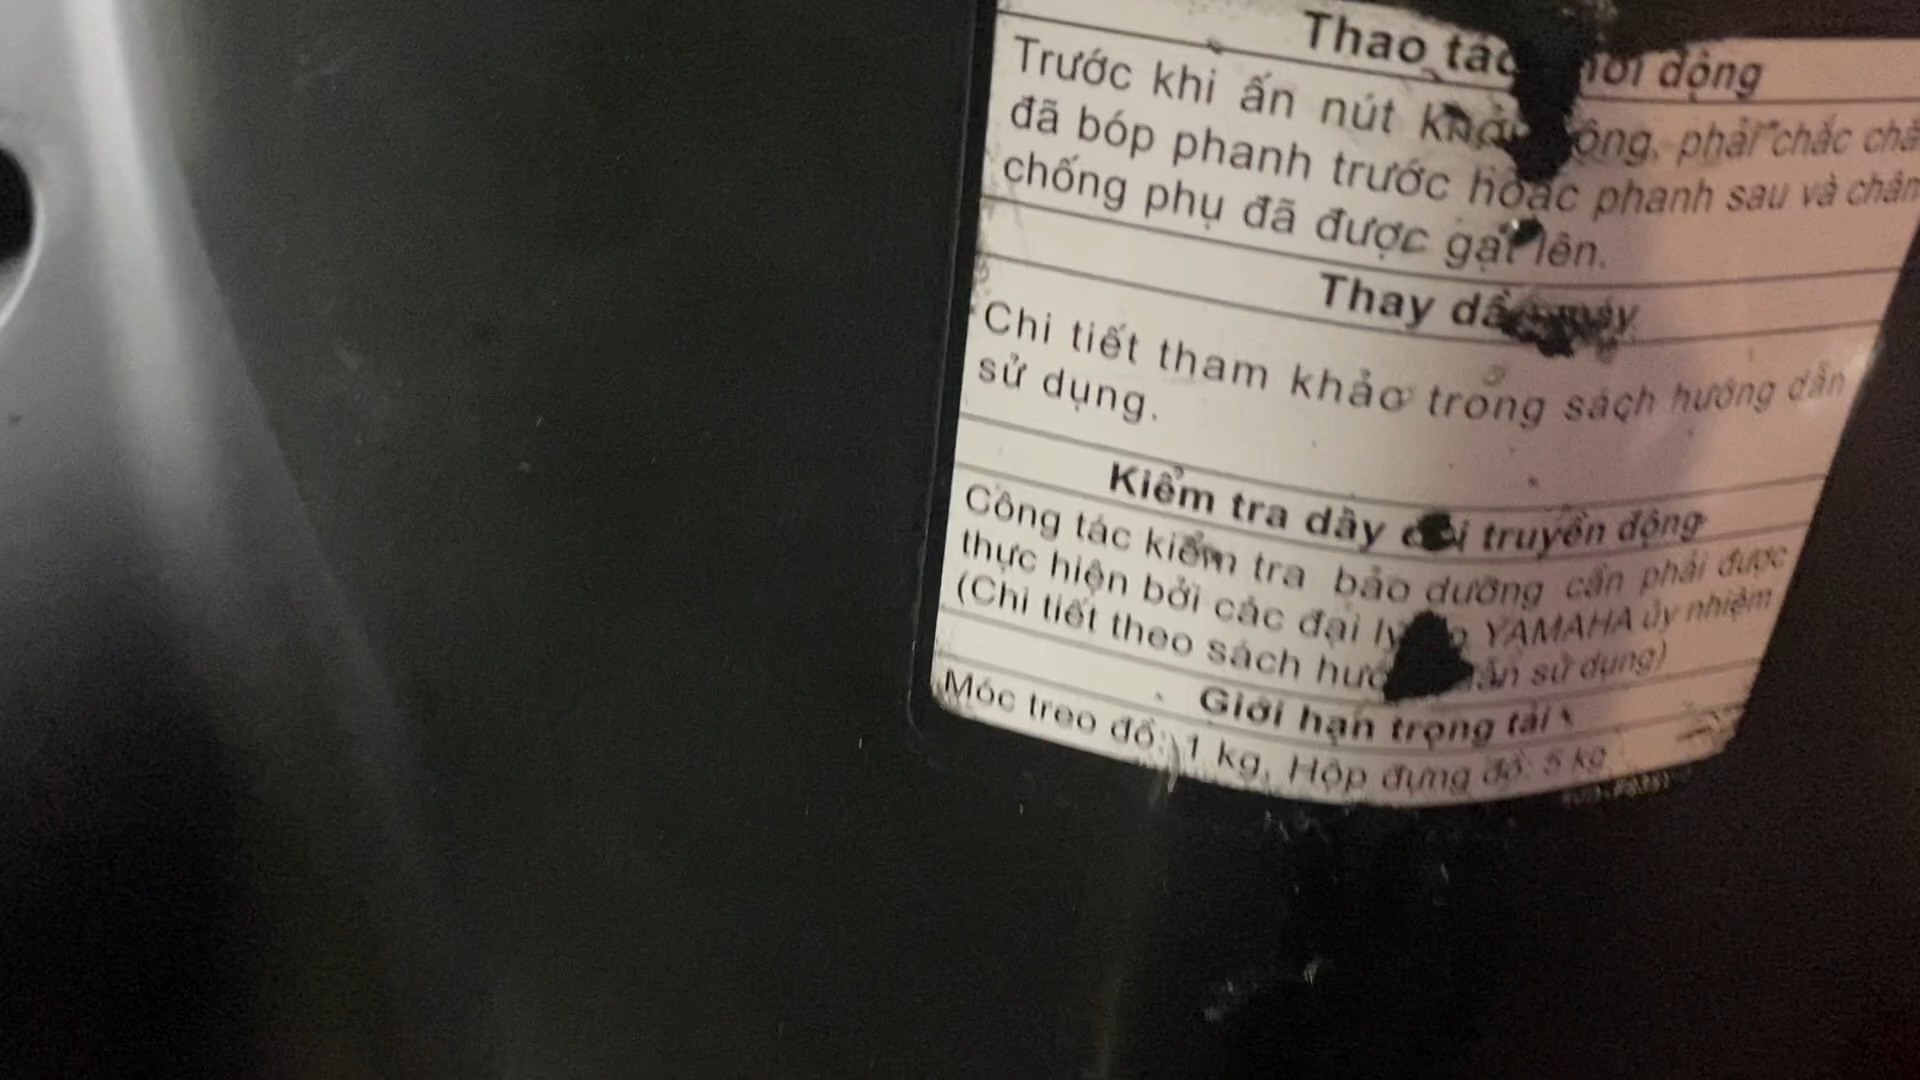 Thao tác khởi động
Trước khi ấn nút khởi động, phải chắc chắn
đã bóp phanh trước hoặc phanh sau và chân
chống phụ đã được gạt lên.
Thay dầu máy
Chi tiết tham khảo trong sách hướng dẫn
sử dụng.
Kiểm tra dây đai truyền động
Công tác kiểm tra bảo dưỡng cần phải được
thực hiện bởi các đại lý YAMAHA ủy nhiệm
(Chi tiết theo sách hướng dẫn sử dụng)
Giới hạn trọng tải
Móc treo đồ: 1 kg, Hộp đựng đồ: 5 kg